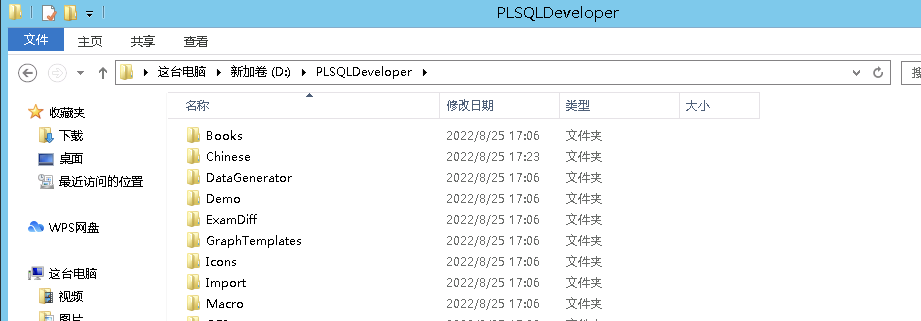 PLSQLDeveloper
文件 主页 共享 查看
这台电脑 新加卷 (D:) PLSQLDeveloper
名称 修改日期 类型 大小
收藏夹
下载
桌面
最近访问的位置
WPS网盘
这台电脑
视频
图片
Books 2022/8/25 17:06 文件夹
Chinese 2022/8/25 17:23 文件夹
DataGenerator 2022/8/25 17:06 文件夹
Demo 2022/8/25 17:06 文件夹
ExamDiff 2022/8/25 17:06 文件夹
GraphTemplates 2022/8/25 17:06 文件夹
Icons 2022/8/25 17:06 文件夹
Import 2022/8/25 17:06 文件夹
Macro 2022/8/25 17:06 文件夹